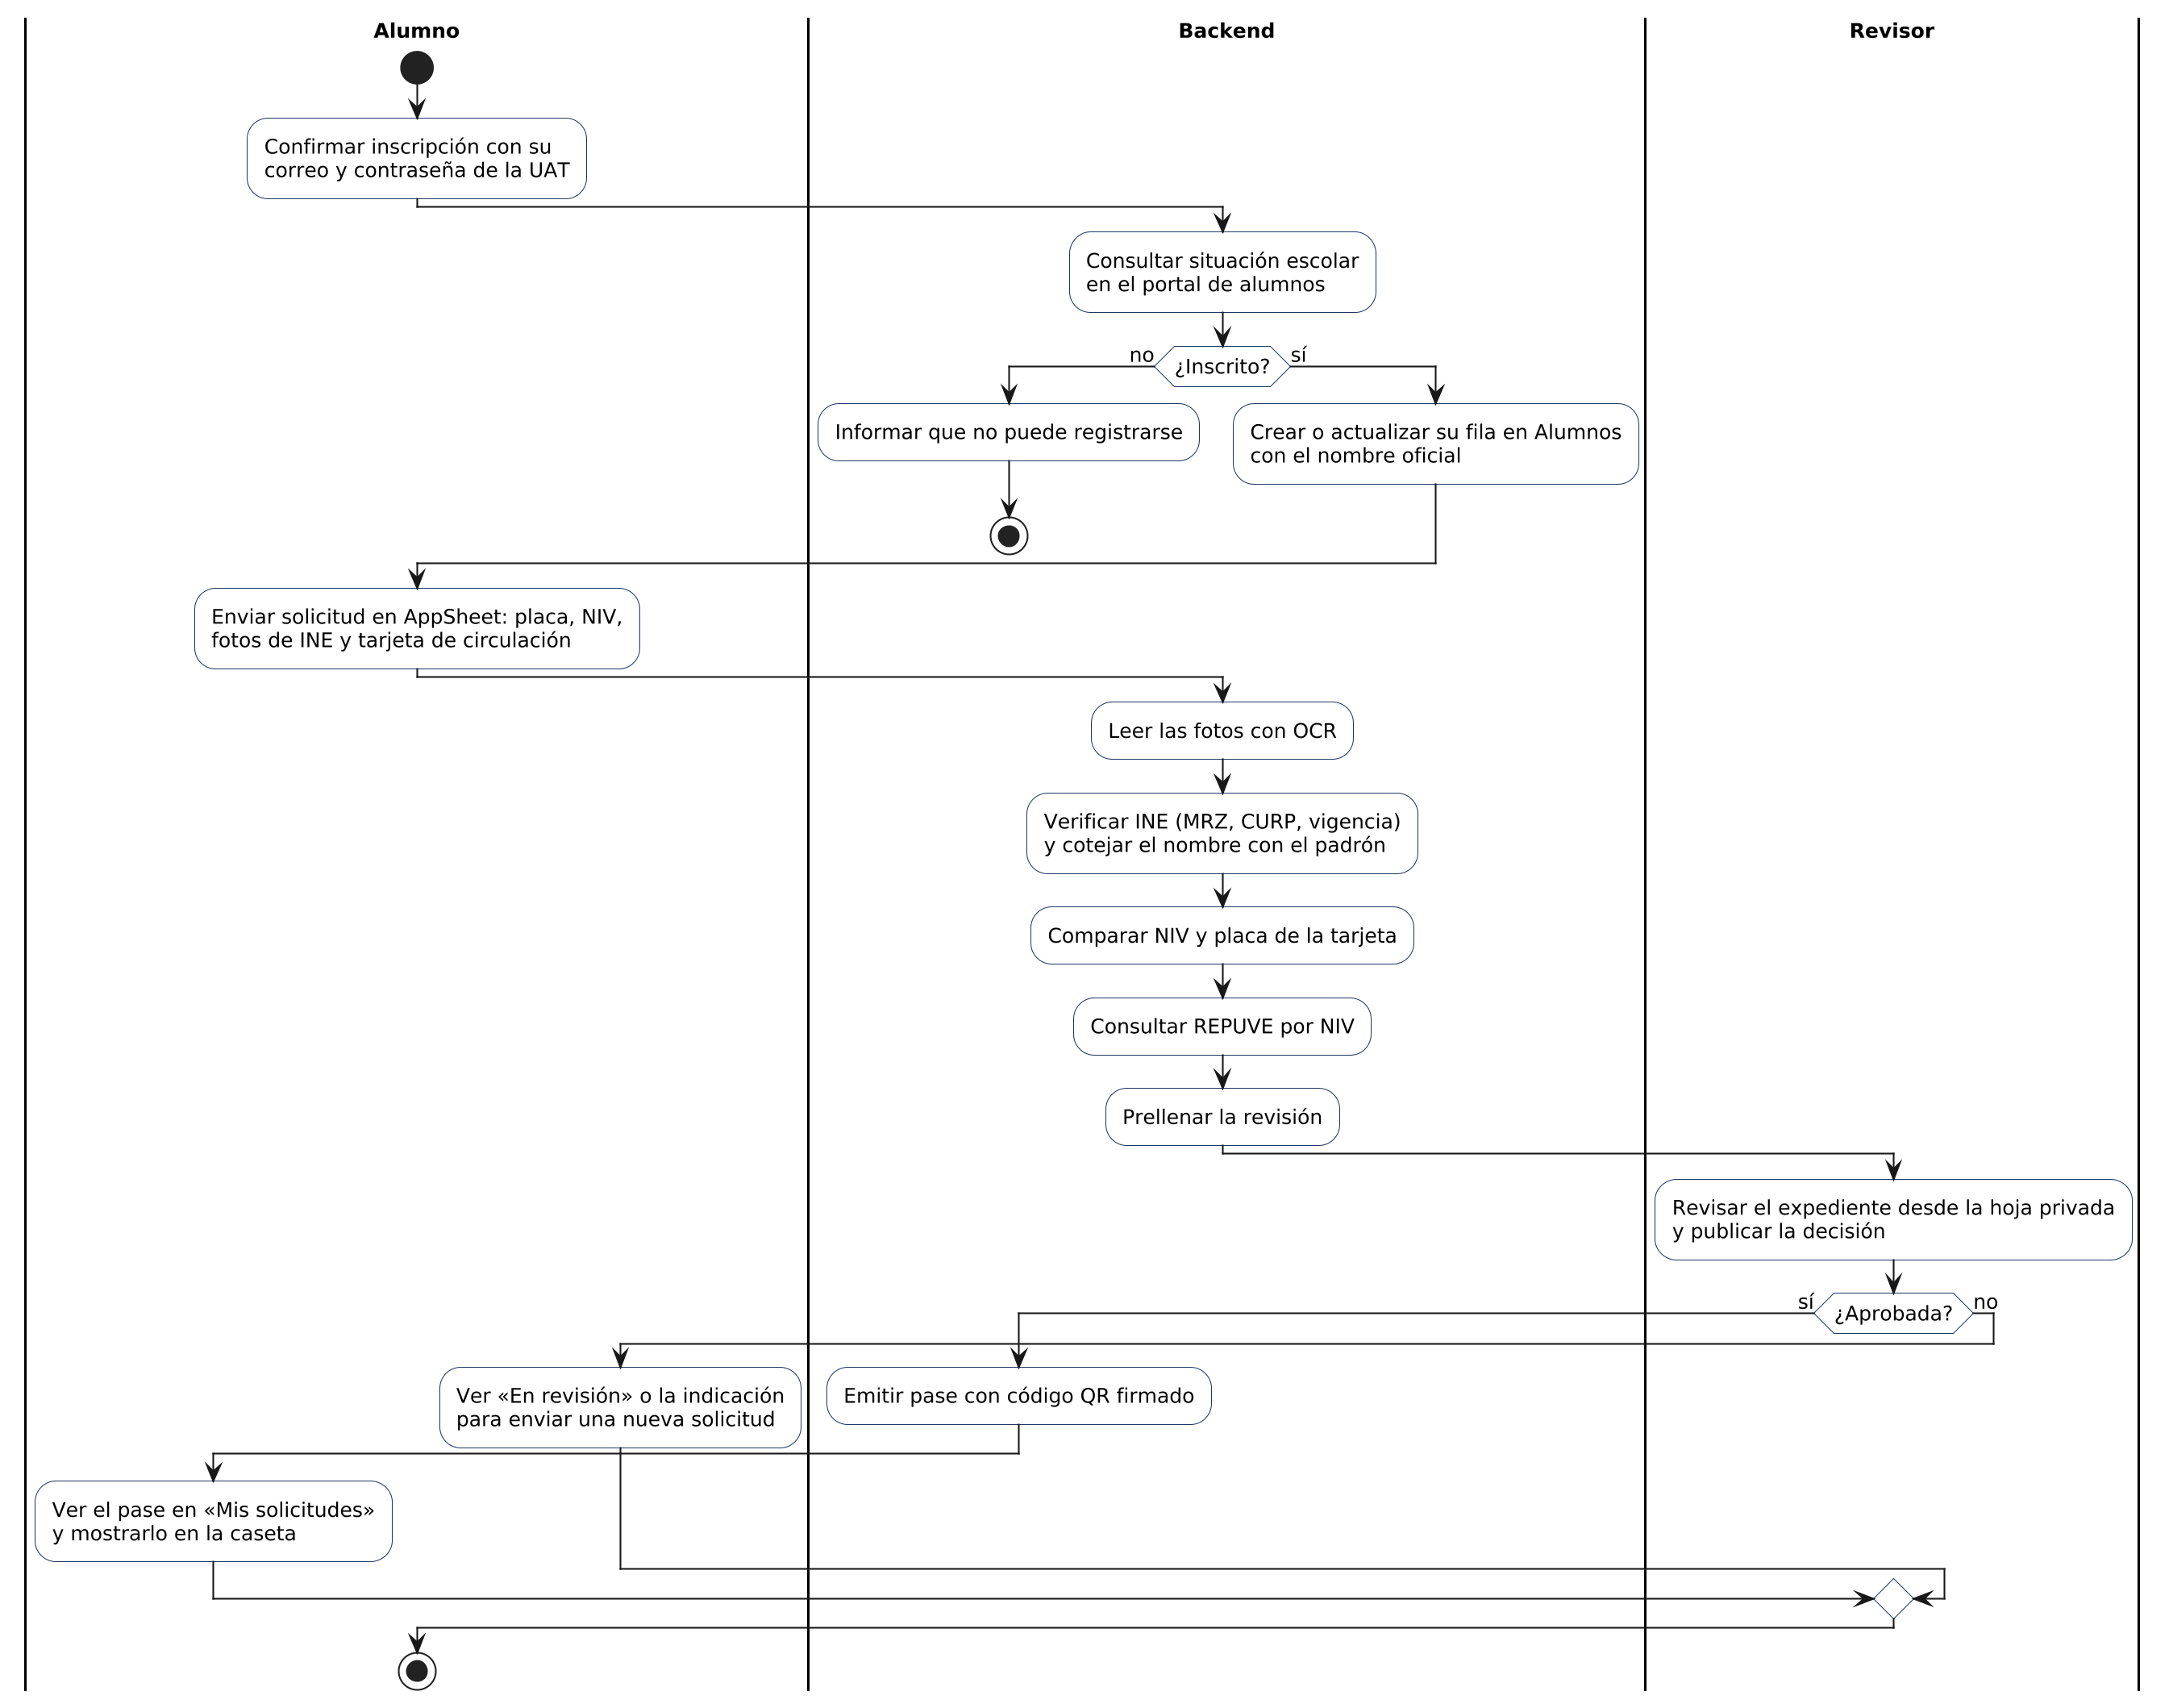 Alumno
Backend
Revisor
Confirmar inscripción con su
correo y contraseña de la UAT
Consultar situación escolar
en el portal de alumnos
no
¿Inscrito?
sí
Informar que no puede registrarse
Crear o actualizar su fila en Alumnos
con el nombre oficial
Enviar solicitud en AppSheet: placa, NIV,
fotos de INE y tarjeta de circulación
Leer las fotos con OCR
Verificar INE (MRZ, CURP, vigencia)
y cotejar el nombre con el padrón
Comparar NIV y placa de la tarjeta
Consultar REPUVE por NIV
Prellenar la revisión
Revisar el expediente desde la hoja privada
y publicar la decisión
sí
¿Aprobada?
no
Ver «En revisión» o la indicación
para enviar una nueva solicitud
Emitir pase con código QR firmado
Ver el pase en «Mis solicitudes»
y mostrarlo en la caseta